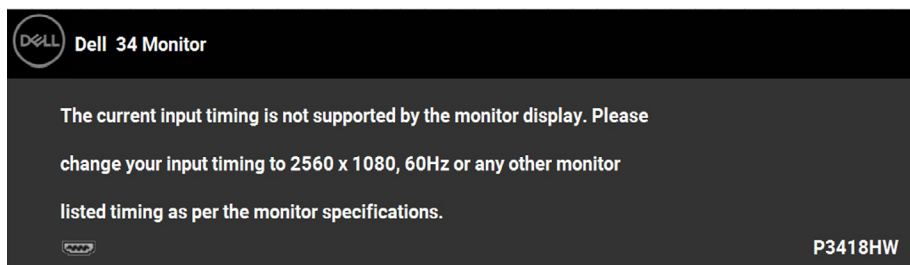 DELL
Dell 34 Monitor
The current input timing is not supported by the monitor display. Please
change your input timing to 2560 x 1080, 60Hz or any other monitor
listed timing as per the monitor specifications.
P3418HW